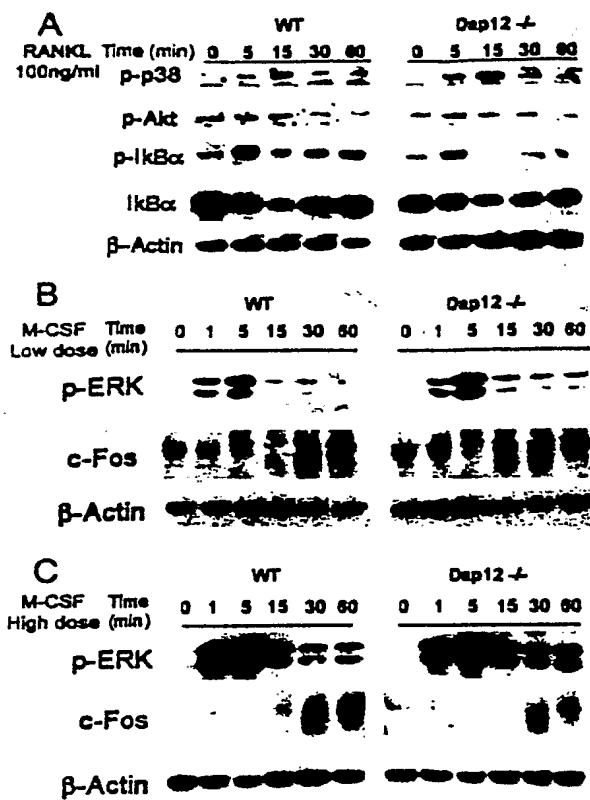 A
WT Dap12 -/-
RANKL Time (min) 0 5 15 30 60 0 5 15 30 60
100ng/ml p-p38
p-Akt
p-IkBα
IkBα
β-Actin
B
WT Dap12 -/-
M-CSF Time 0 1 5 15 30 60 0 1 5 15 30 60
Low dose (min)
p-ERK
c-Fos
β-Actin
C
WT Dap12 -/-
M-CSF Time 0 1 5 15 30 60 0 1 5 15 30 60
High dose (min)
p-ERK
c-Fos
β-Actin